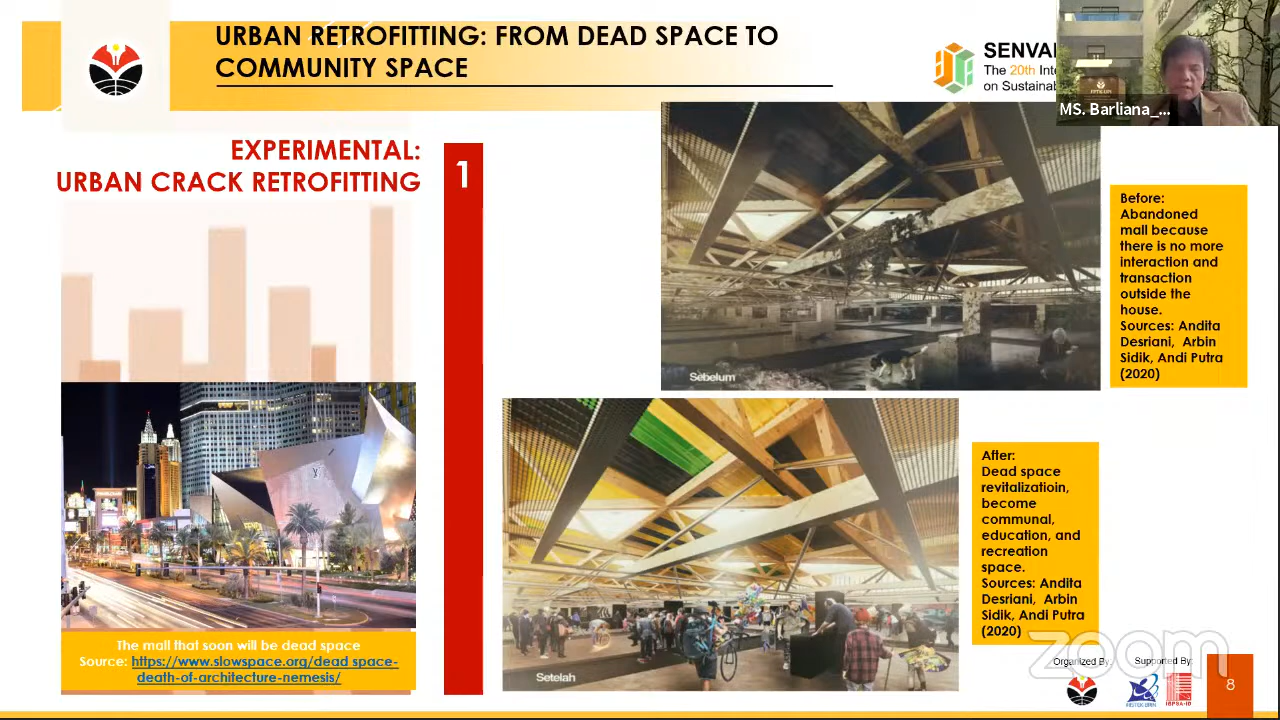 URBAN RETROFITTING: FROM DEAD SPACE TO
COMMUNITY SPACE
SENVAR
The 20th Inte
on Sustainab
MS. Barliana_...
EXPERIMENTAL:
URBAN CRACK RETROFITTING
1
Before:
Abandoned
mall because
there is no more
interaction and
transaction
outside the
house.
Sources: Andita
Desriani, Arbin
Sidik, Andi Putra
(2020)
Sebelum
After:
Dead space
revitalizatioin,
become
communal,
education, and
recreation
space.
Sources: Andita
Desriani, Arbin
Sidik, Andi Putra
(2020)
Setelah
The mall that soon will be dead space
Source: https://www.slowspace.org/dead space-
death-of-architecture-nemesis/
zoom
Organized By:
Supported By:
IBPSA-ID
8